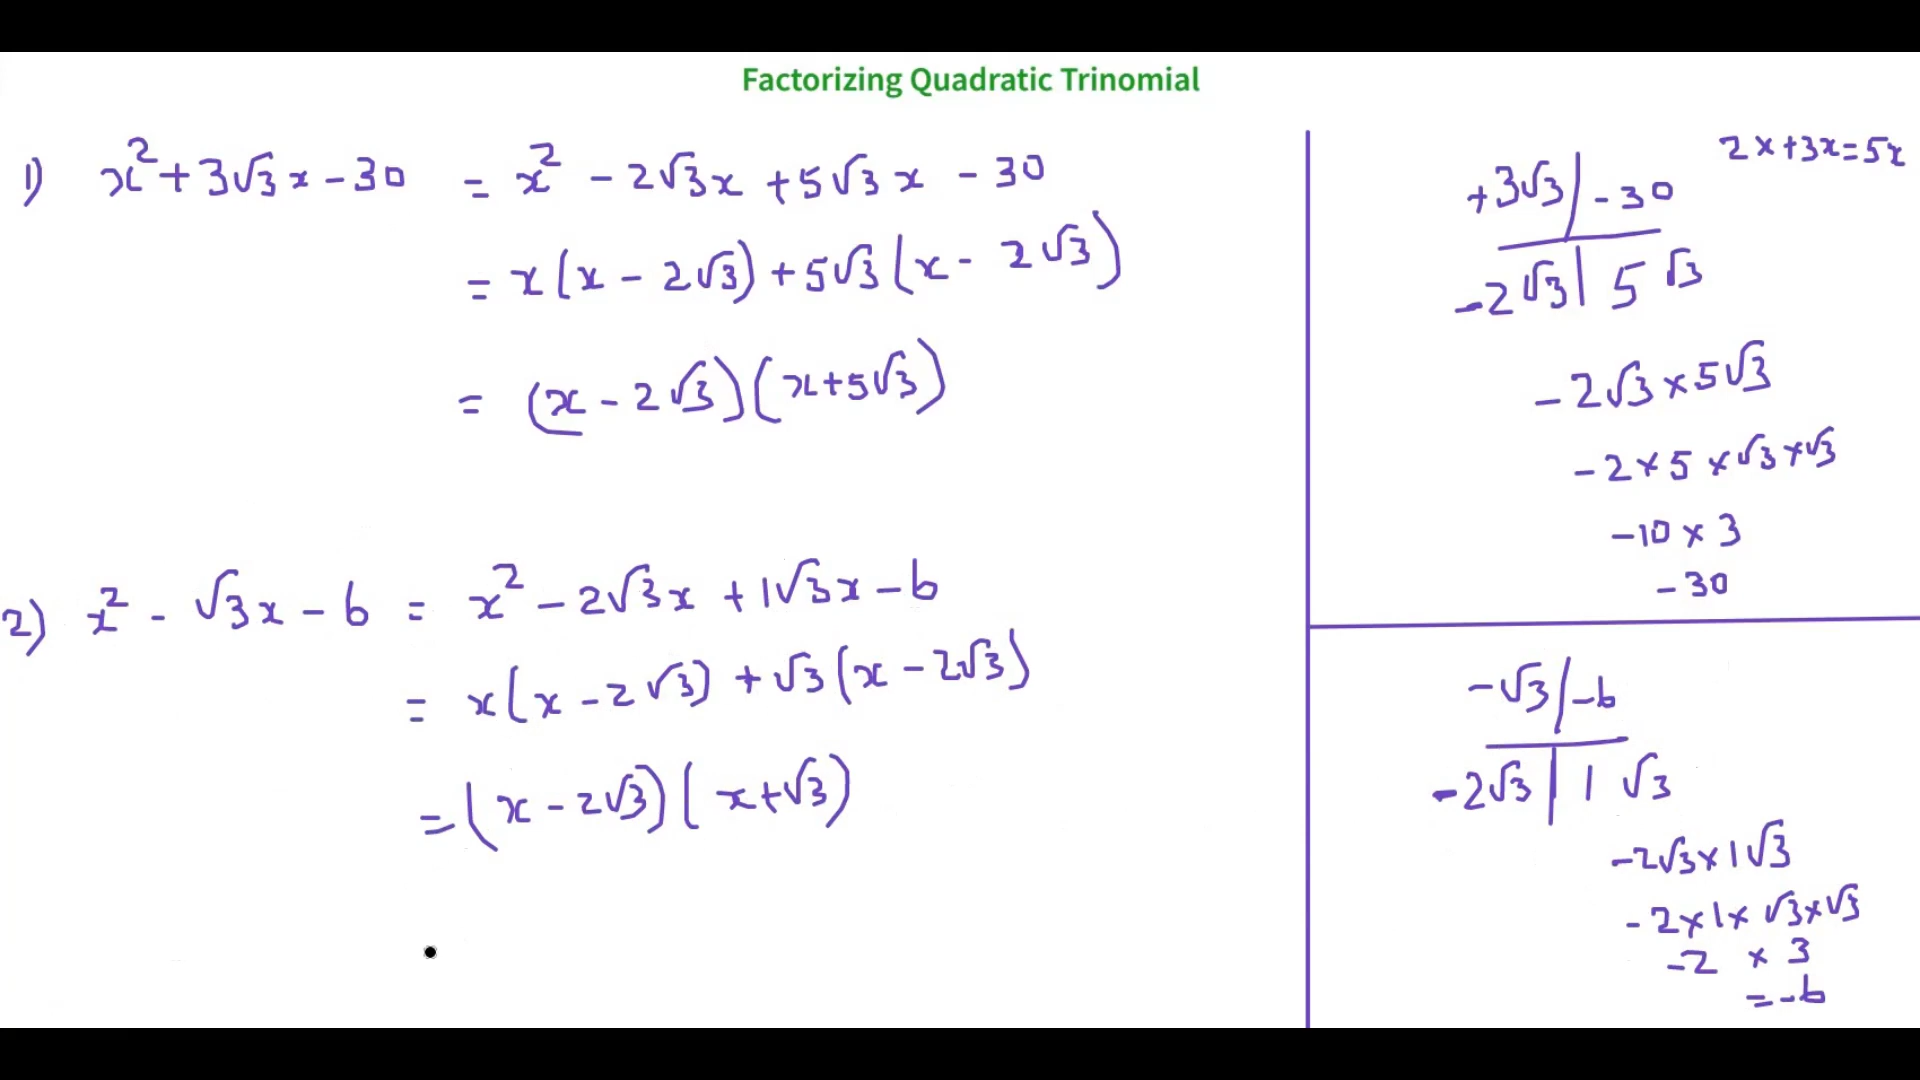 Factorizing Quadratic Trinomial
1) x² + 3√3x - 30 = x² - 2√3x + 5√3x - 30
= x(x - 2√3) + 5√3(x - 2√3)
= (x - 2√3)(x + 5√3)
2) x² - √3x - 6 = x² - 2√3x + 1√3x - 6
= x(x - 2√3) + √3(x - 2√3)
= (x - 2√3)(x + √3)
2x + 3x = 5x
+3√3 | - 30
-2√3 | 5√3
-2√3 × 5√3
-2 × 5 × √3 × √3
-10 × 3
-30
-√3 | -6
-2√3 | 1 √3
-2√3 × 1√3
-2 × 1 × √3 × √3
-2 × 3
= -6